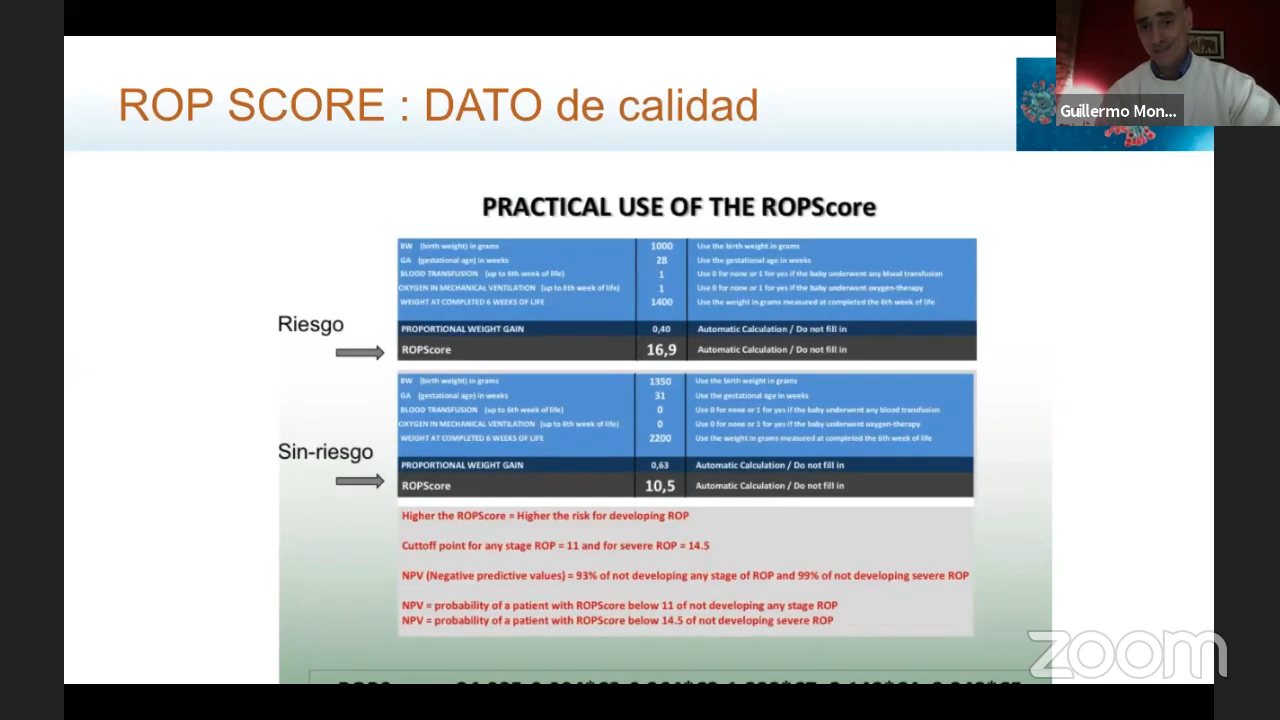 ROP SCORE : DATO de calidad
Guillermo Mon...
PRACTICAL USE OF THE ROPScore
BW (birth weight) in grams 1000 Use the birth weight in grams
GA (gestational age) in weeks 28 Use the gestational age in weeks
BLOOD TRANSFUSION (up to 6th week of life) 1 Use 0 for none or 1 for yes if the baby underwent any blood transfusion
OXYGEN IN MECHANICAL VENTILATION (up to 6th week of life) 1 Use 0 for none or 1 for yes if the baby underwent oxygen-therapy
WEIGHT AT COMPLETED 6 WEEKS OF LIFE 1400 Use the weight in grams measured at completed the 6th week of life
Riesgo
PROPORTIONAL WEIGHT GAIN 0,40 Automatic Calculation / Do not fill in
ROPScore 16,9 Automatic Calculation / Do not fill in
BW (birth weight) in grams 1350 Use the birth weight in grams
GA (gestational age) in weeks 31 Use the gestational age in weeks
BLOOD TRANSFUSION (up to 6th week of life) 0 Use 0 for none or 1 for yes if the baby underwent any blood transfusion
OXYGEN IN MECHANICAL VENTILATION (up to 6th week of life) 0 Use 0 for none or 1 for yes if the baby underwent oxygen-therapy
WEIGHT AT COMPLETED 6 WEEKS OF LIFE 2200 Use the weight in grams measured at completed the 6th week of life
Sin-riesgo
PROPORTIONAL WEIGHT GAIN 0,63 Automatic Calculation / Do not fill in
ROPScore 10,5 Automatic Calculation / Do not fill in
Higher the ROPScore = Higher the risk for developing ROP
Cuttoff point for any stage ROP = 11 and for severe ROP = 14.5
NPV (Negative predictive values) = 93% of not developing any stage of ROP and 99% of not developing severe ROP
NPV = probability of a patient with ROPScore below 11 of not developing any stage ROP
NPV = probability of a patient with ROPScore below 14.5 of not developing severe ROP
zoom